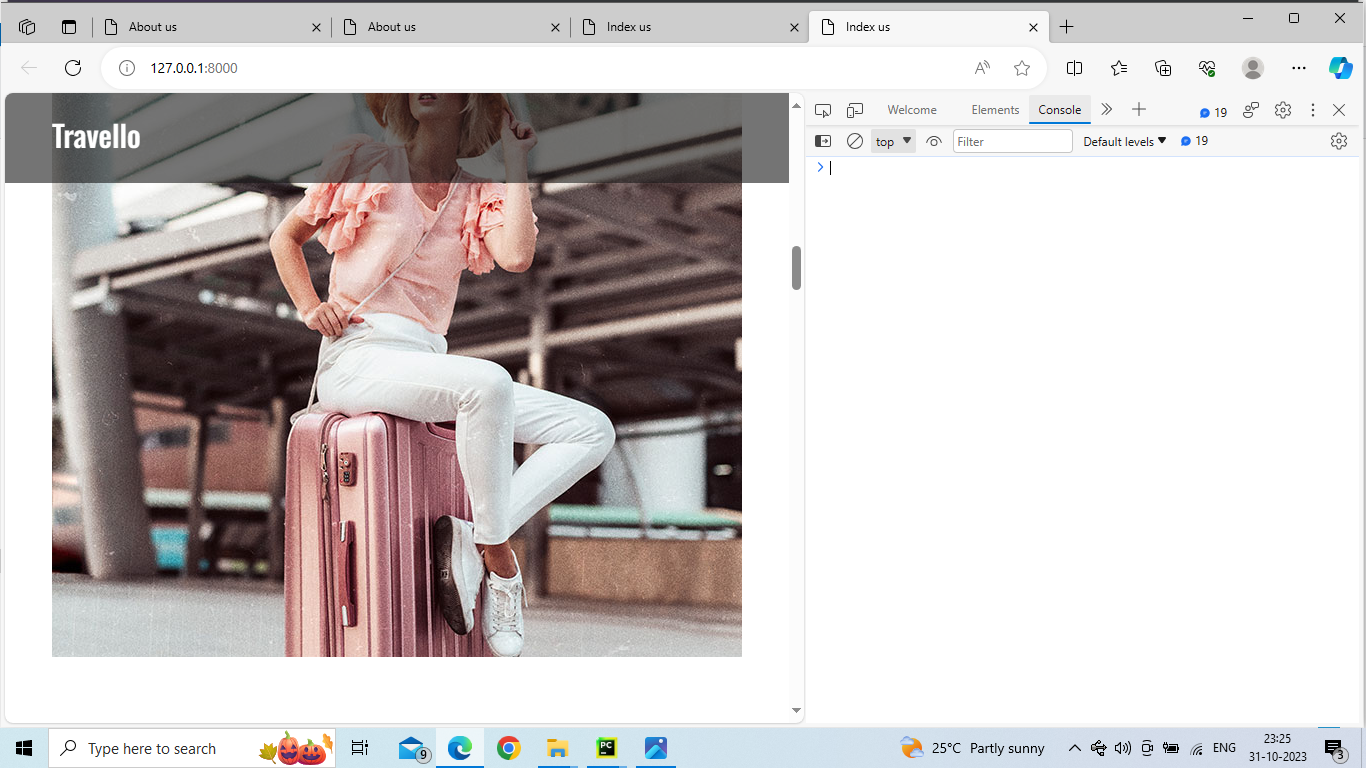 About us
About us
Index us
Index us
127.0.0.1:8000
Travello
Welcome
Elements
Console
19
top
Filter
Default levels
19
Type here to search
9
PC
25°C Partly sunny
ENG
23:25
31-10-2023
3